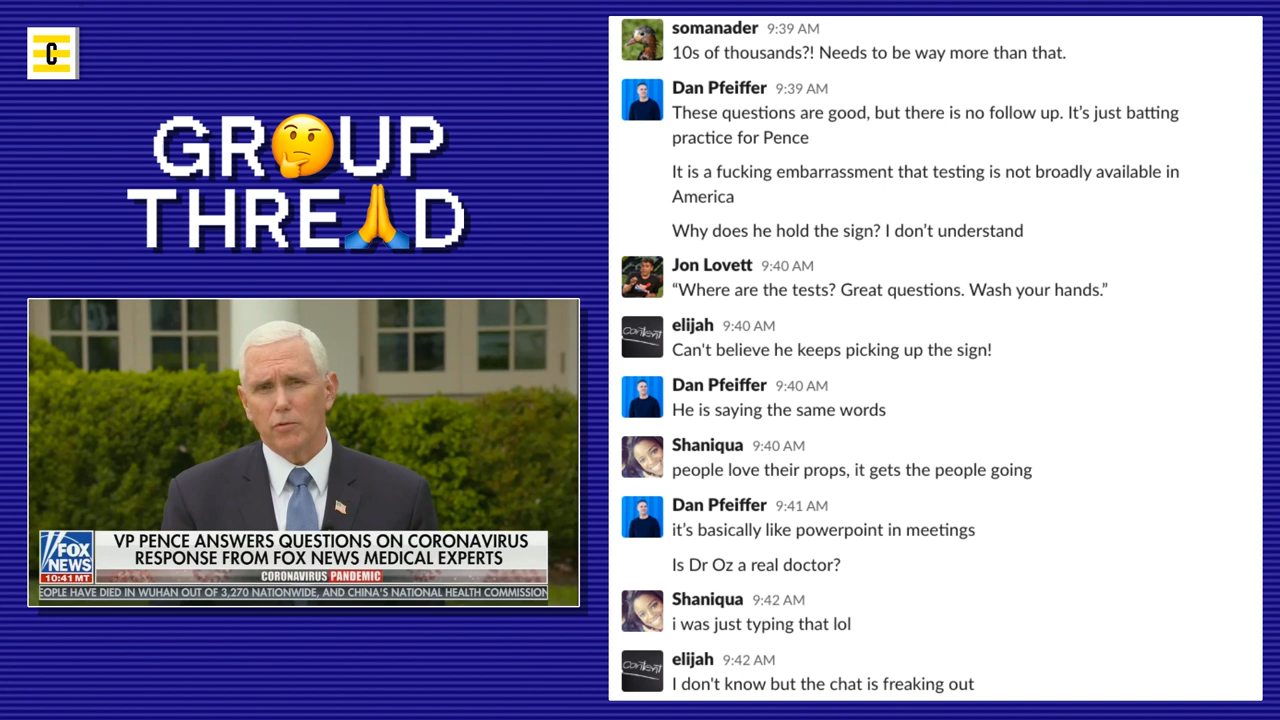 C
GR🤔UP
THRE🙏D
VP PENCE ANSWERS QUESTIONS ON CORONAVIRUS
RESPONSE FROM FOX NEWS MEDICAL EXPERTS
FOX
NEWS
10:41 MT
CORONAVIRUS PANDEMIC
EOPLE HAVE DIED IN WUHAN OUT OF 3,270 NATIONWIDE, AND CHINA'S NATIONAL HEALTH COMMISSION
somanader 9:39 AM
10s of thousands?! Needs to be way more than that.
Dan Pfeiffer 9:39 AM
These questions are good, but there is no follow up. It's just batting
practice for Pence
It is a fucking embarrassment that testing is not broadly available in
America
Why does he hold the sign? I don't understand
Jon Lovett 9:40 AM
“Where are the tests? Great questions. Wash your hands.”
elijah 9:40 AM
Can't believe he keeps picking up the sign!
Dan Pfeiffer 9:40 AM
He is saying the same words
Shaniqua 9:40 AM
people love their props, it gets the people going
Dan Pfeiffer 9:41 AM
it's basically like powerpoint in meetings
Is Dr Oz a real doctor?
Shaniqua 9:42 AM
i was just typing that lol
elijah 9:42 AM
I don't know but the chat is freaking out
content
content